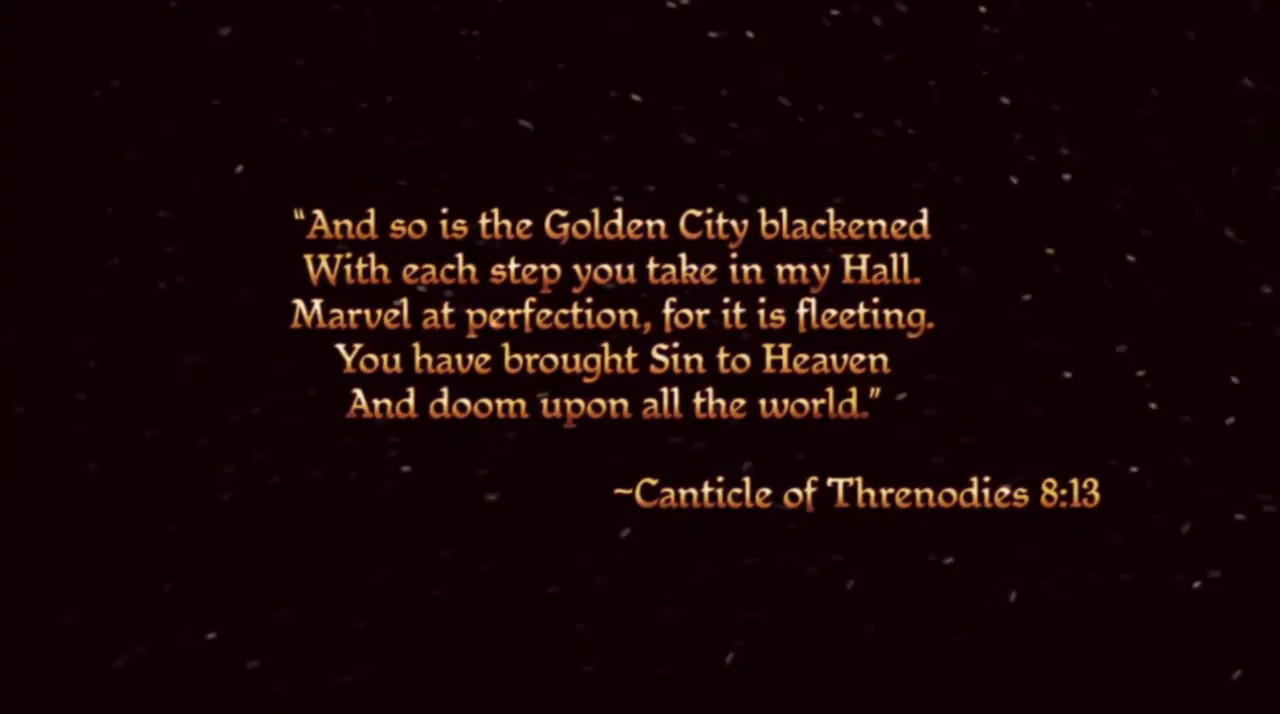 “And so is the Golden City blackened
With each step you take in my Hall.
Marvel at perfection, for it is fleeting.
You have brought Sin to Heaven
And doom upon all the world.”
~Canticle of Threnodies 8:13